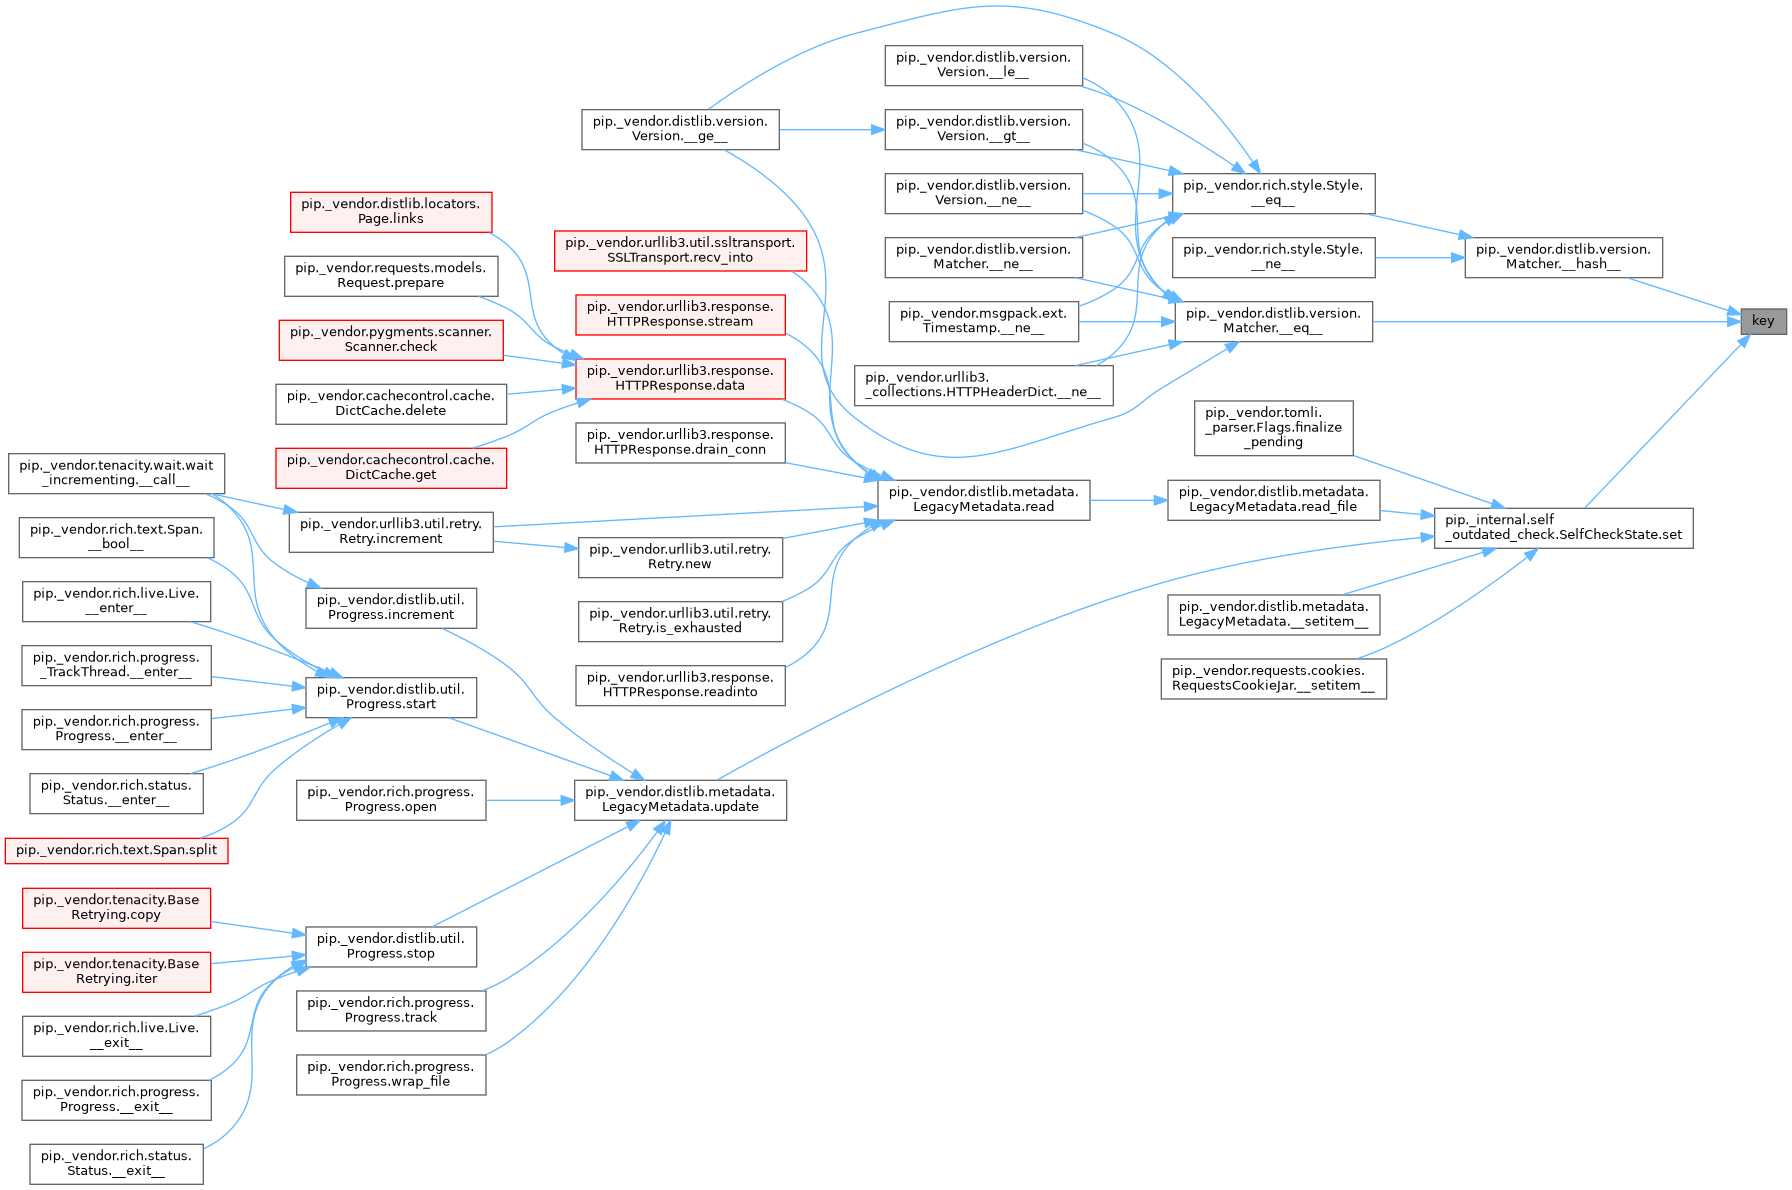 pip._vendor.distlib.version.
Version.__le__
pip._vendor.distlib.version.
Version.__ge__
pip._vendor.distlib.version.
Version.__gt__
pip._vendor.distlib.version.
Version.__ne__
pip._vendor.rich.style.Style.
__eq__
pip._vendor.distlib.locators.
Page.links
pip._vendor.urllib3.util.ssltransport.
SSLTransport.recv_into
pip._vendor.distlib.version.
Matcher.__ne__
pip._vendor.rich.style.Style.
__ne__
pip._vendor.distlib.version.
Matcher.__hash__
pip._vendor.requests.models.
Request.prepare
pip._vendor.urllib3.response.
HTTPResponse.stream
pip._vendor.msgpack.ext.
Timestamp.__ne__
pip._vendor.distlib.version.
Matcher.__eq__
key
pip._vendor.pygments.scanner.
Scanner.check
pip._vendor.urllib3.response.
HTTPResponse.data
pip._vendor.urllib3.
_collections.HTTPHeaderDict.__ne__
pip._vendor.cachecontrol.cache.
DictCache.delete
pip._vendor.tomli.
_parser.Flags.finalize
_pending
pip._vendor.urllib3.response.
HTTPResponse.drain_conn
pip._vendor.cachecontrol.cache.
DictCache.get
pip._vendor.tenacity.wait.wait
_incrementing.__call__
pip._vendor.distlib.metadata.
LegacyMetadata.read
pip._vendor.distlib.metadata.
LegacyMetadata.read_file
pip._internal.self
_outdated_check.SelfCheckState.set
pip._vendor.urllib3.util.retry.
Retry.increment
pip._vendor.rich.text.Span.
__bool__
pip._vendor.urllib3.util.retry.
Retry.new
pip._vendor.rich.live.Live.
__enter__
pip._vendor.distlib.util.
Progress.increment
pip._vendor.urllib3.util.retry.
Retry.is_exhausted
pip._vendor.distlib.metadata.
LegacyMetadata.__setitem__
pip._vendor.rich.progress.
_TrackThread.__enter__
pip._vendor.urllib3.response.
HTTPResponse.readinto
pip._vendor.requests.cookies.
RequestsCookieJar.__setitem__
pip._vendor.distlib.util.
Progress.start
pip._vendor.rich.progress.
Progress.__enter__
pip._vendor.rich.status.
Status.__enter__
pip._vendor.rich.progress.
Progress.open
pip._vendor.distlib.metadata.
LegacyMetadata.update
pip._vendor.rich.text.Span.split
pip._vendor.tenacity.Base
Retrying.copy
pip._vendor.distlib.util.
Progress.stop
pip._vendor.tenacity.Base
Retrying.iter
pip._vendor.rich.progress.
Progress.track
pip._vendor.rich.live.Live.
__exit__
pip._vendor.rich.progress.
Progress.wrap_file
pip._vendor.rich.progress.
Progress.__exit__
pip._vendor.rich.status.
Status.__exit__